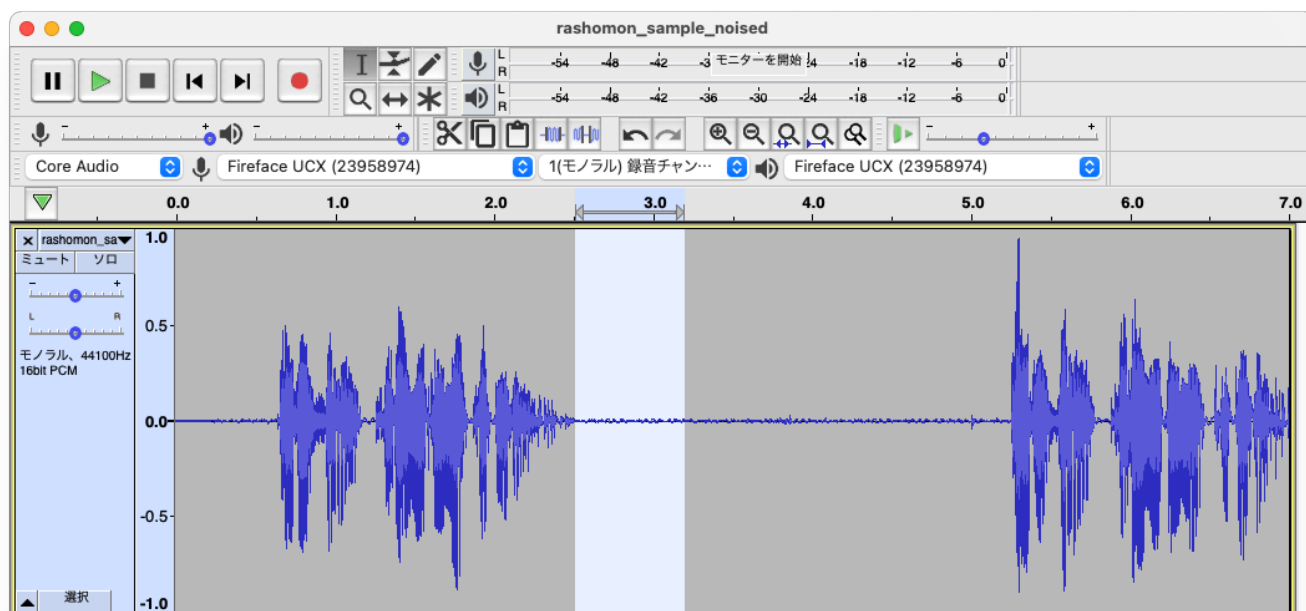 rashomon_sample_noised
L
-54 -48 -42 -3 モニターを開始 4 -18 -12 -6 0
R
L
-54 -48 -42 -36 -30 -24 -18 -12 -6 0
R
- + - + - +
Core Audio Fireface UCX (23958974) 1(モノラル) 録音チャン… Fireface UCX (23958974)
0.0 1.0 2.0 3.0 4.0 5.0 6.0 7.0
× rashomon_sa▼ 1.0
ミュート ソロ
- +
L R
0.5
モノラル、44100Hz
16bit PCM
0.0
-0.5
選択
-1.0